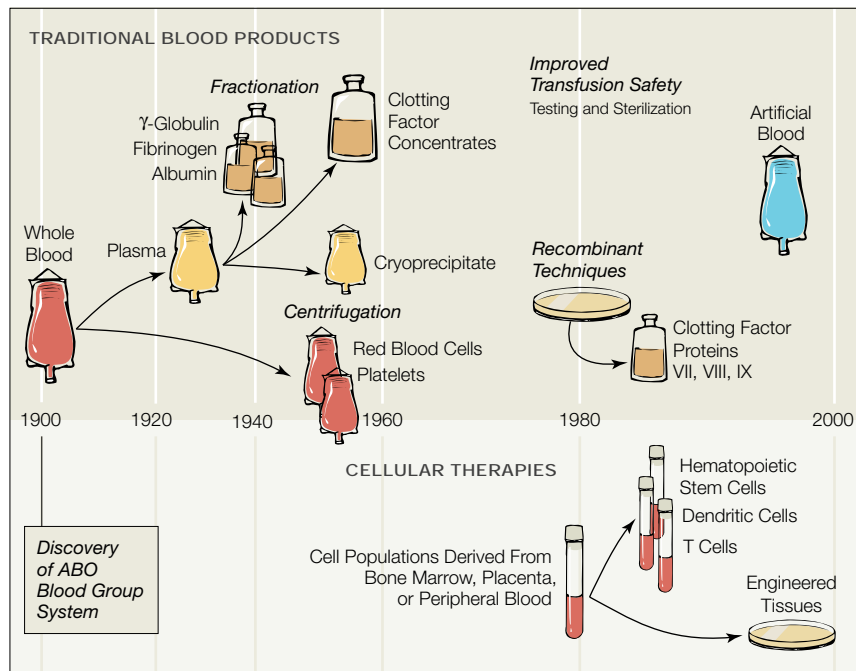 TRADITIONAL BLOOD PRODUCTS
Fractionation
γ-Globulin
Fibrinogen
Albumin
Clotting
Factor
Concentrates
Improved
Transfusion Safety
Testing and Sterilization
Artificial
Blood
Whole
Blood
Plasma
Cryoprecipitate
Recombinant
Techniques
Centrifugation
Red Blood Cells
Platelets
Clotting Factor
Proteins
VII, VIII, IX
1900
1920
1940
1960
1980
2000
CELLULAR THERAPIES
Discovery
of ABO
Blood Group
System
Cell Populations Derived From
Bone Marrow, Placenta,
or Peripheral Blood
Hematopoietic
Stem Cells
Dendritic Cells
T Cells
Engineered
Tissues